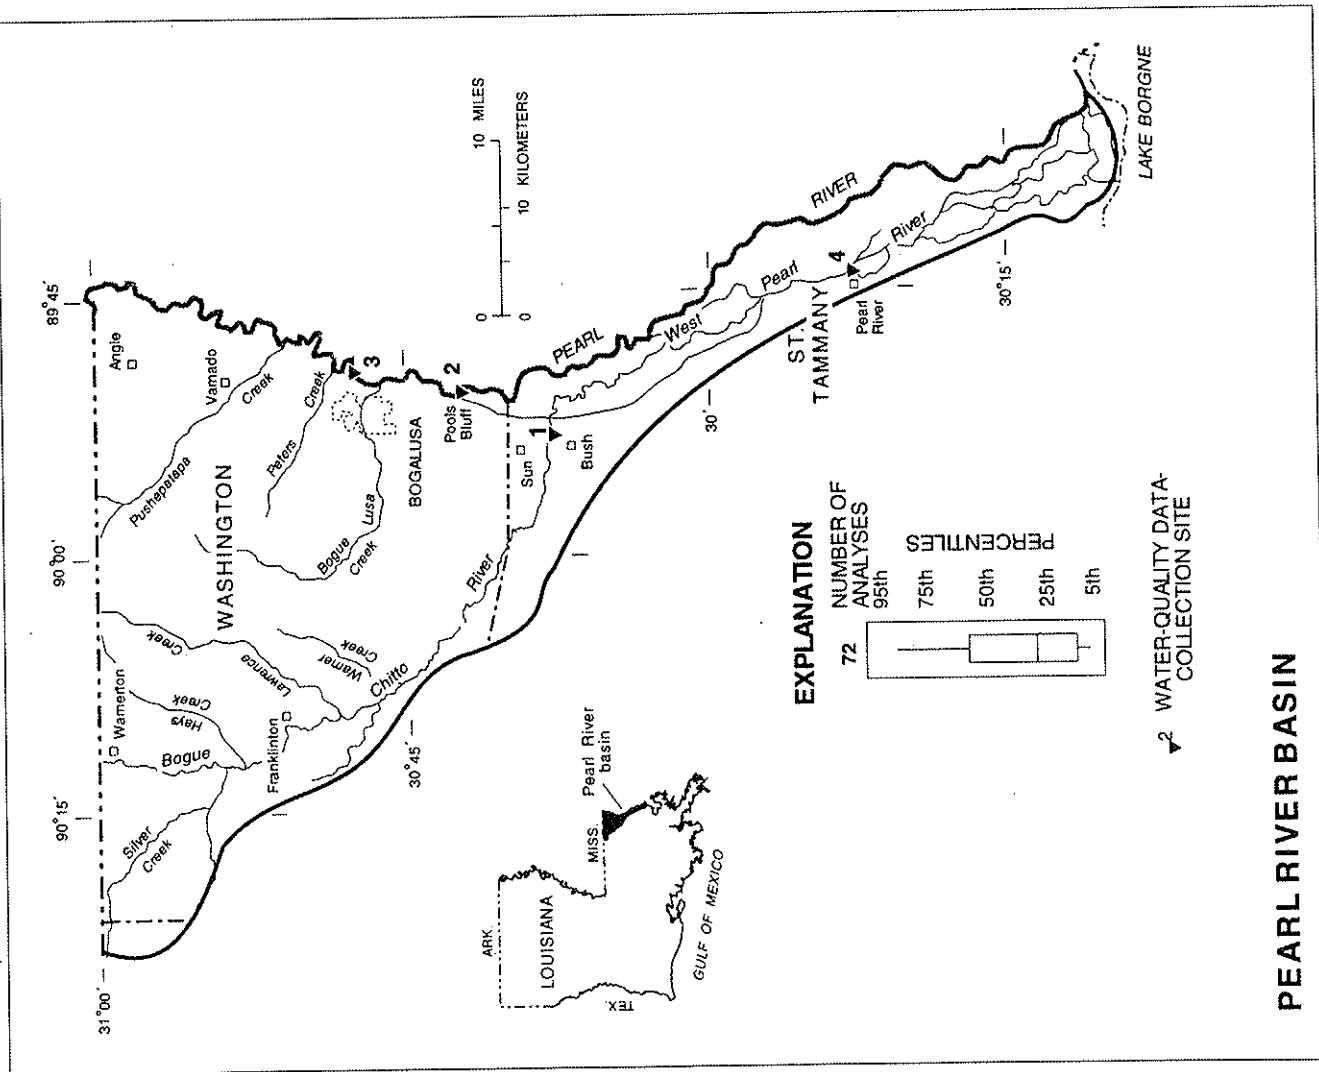 31°00'
90°15'
90°00'
89°45'
Silver
Creek
Bogue
Hays
Creek
Warnerton
Franklinton
Lawrence
Creek
Warner
Creek
WASHINGTON
Pushepatapa
Creek
Varnado
Angie
Peters
Creek
Bogue
Lusa
Creek
BOGALUSA
3
2
Pools
Bluff
Chitto
River
Sun
1
Bush
30°45'
PEARL
RIVER
West
Pearl
River
ST.
TAMMANY
4
Pearl
River
30'
30°15'
LAKE BORGNE
0
10 MILES
0
10 KILOMETERS
ARK.
LOUISIANA
TEX.
MISS.
Pearl River
basin
GULF OF MEXICO
EXPLANATION
72
NUMBER OF
ANALYSES
95th
75th
50th
25th
5th
PERCENTILES
2 WATER-QUALITY DATA-
COLLECTION SITE
PEARL RIVER BASIN